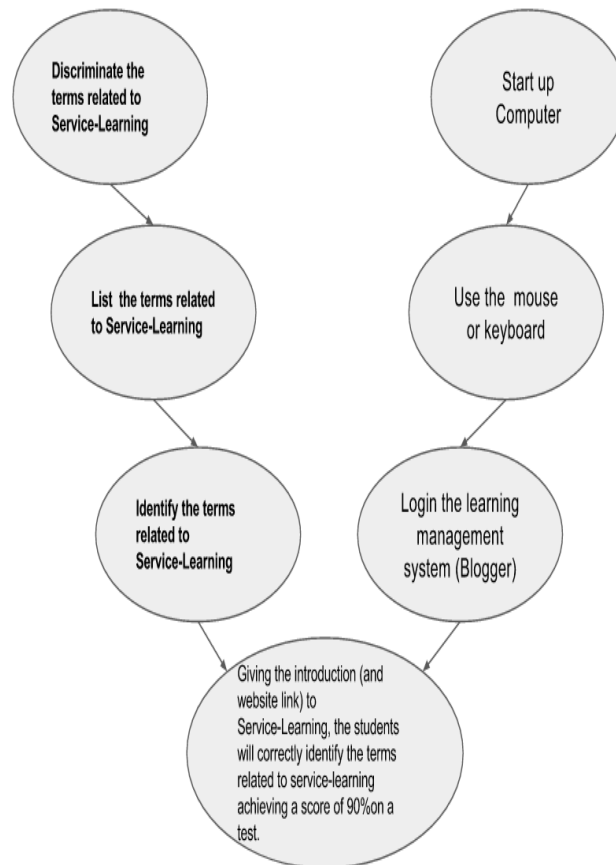 Discriminate the
terms related to
Service-Learning
Start up
Computer
List the terms related
to Service-Learning
Use the mouse
or keyboard
Identify the terms
related to
Service-Learning
Login the learning
management
system (Blogger)
Giving the introduction (and
website link) to
Service-Learning, the students
will correctly identify the terms
related to service-learning
achieving a score of 90%on a
test.